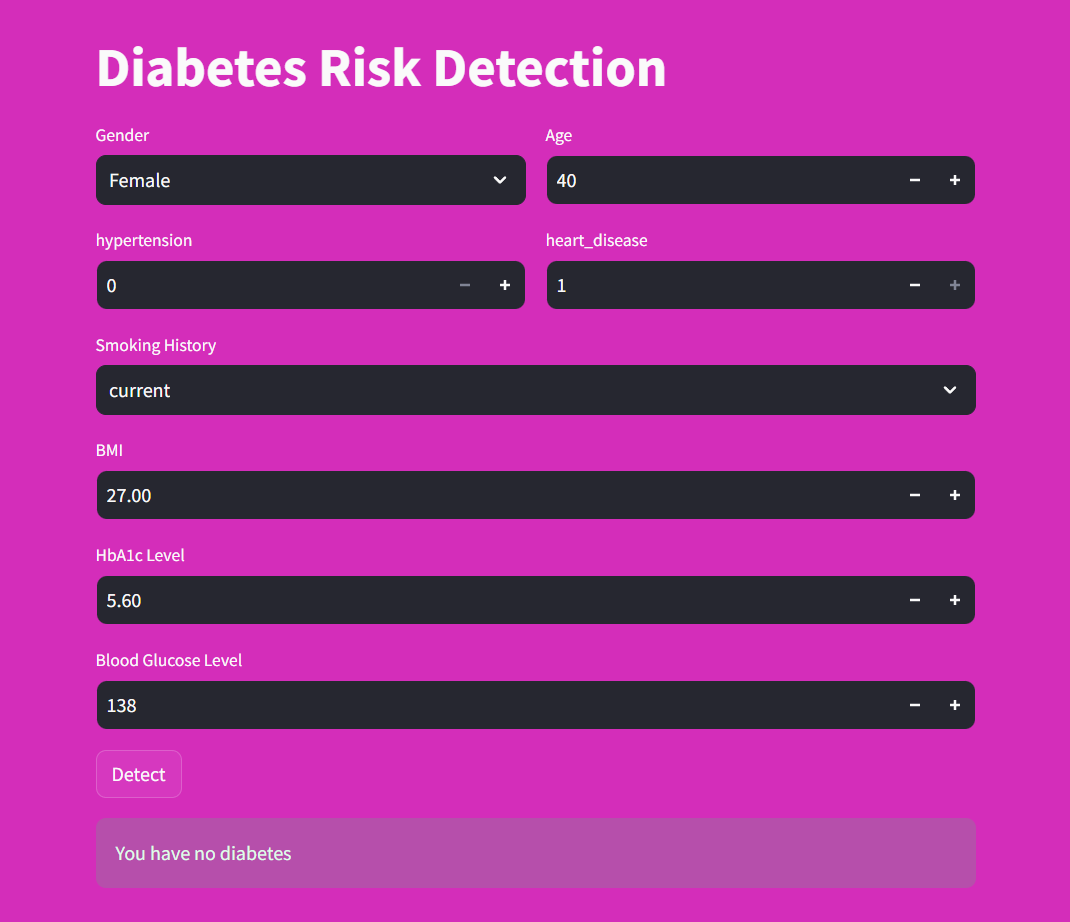 Diabetes Risk Detection
Gender
Age
Female
40
hypertension
heart_disease
0
1
Smoking History
current
BMI
27.00
HbA1c Level
5.60
Blood Glucose Level
138
Detect
You have no diabetes